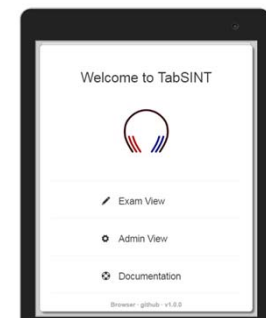 Welcome to TabSINT
Exam View
Admin View
Documentation
Browser - github - v1.0.0